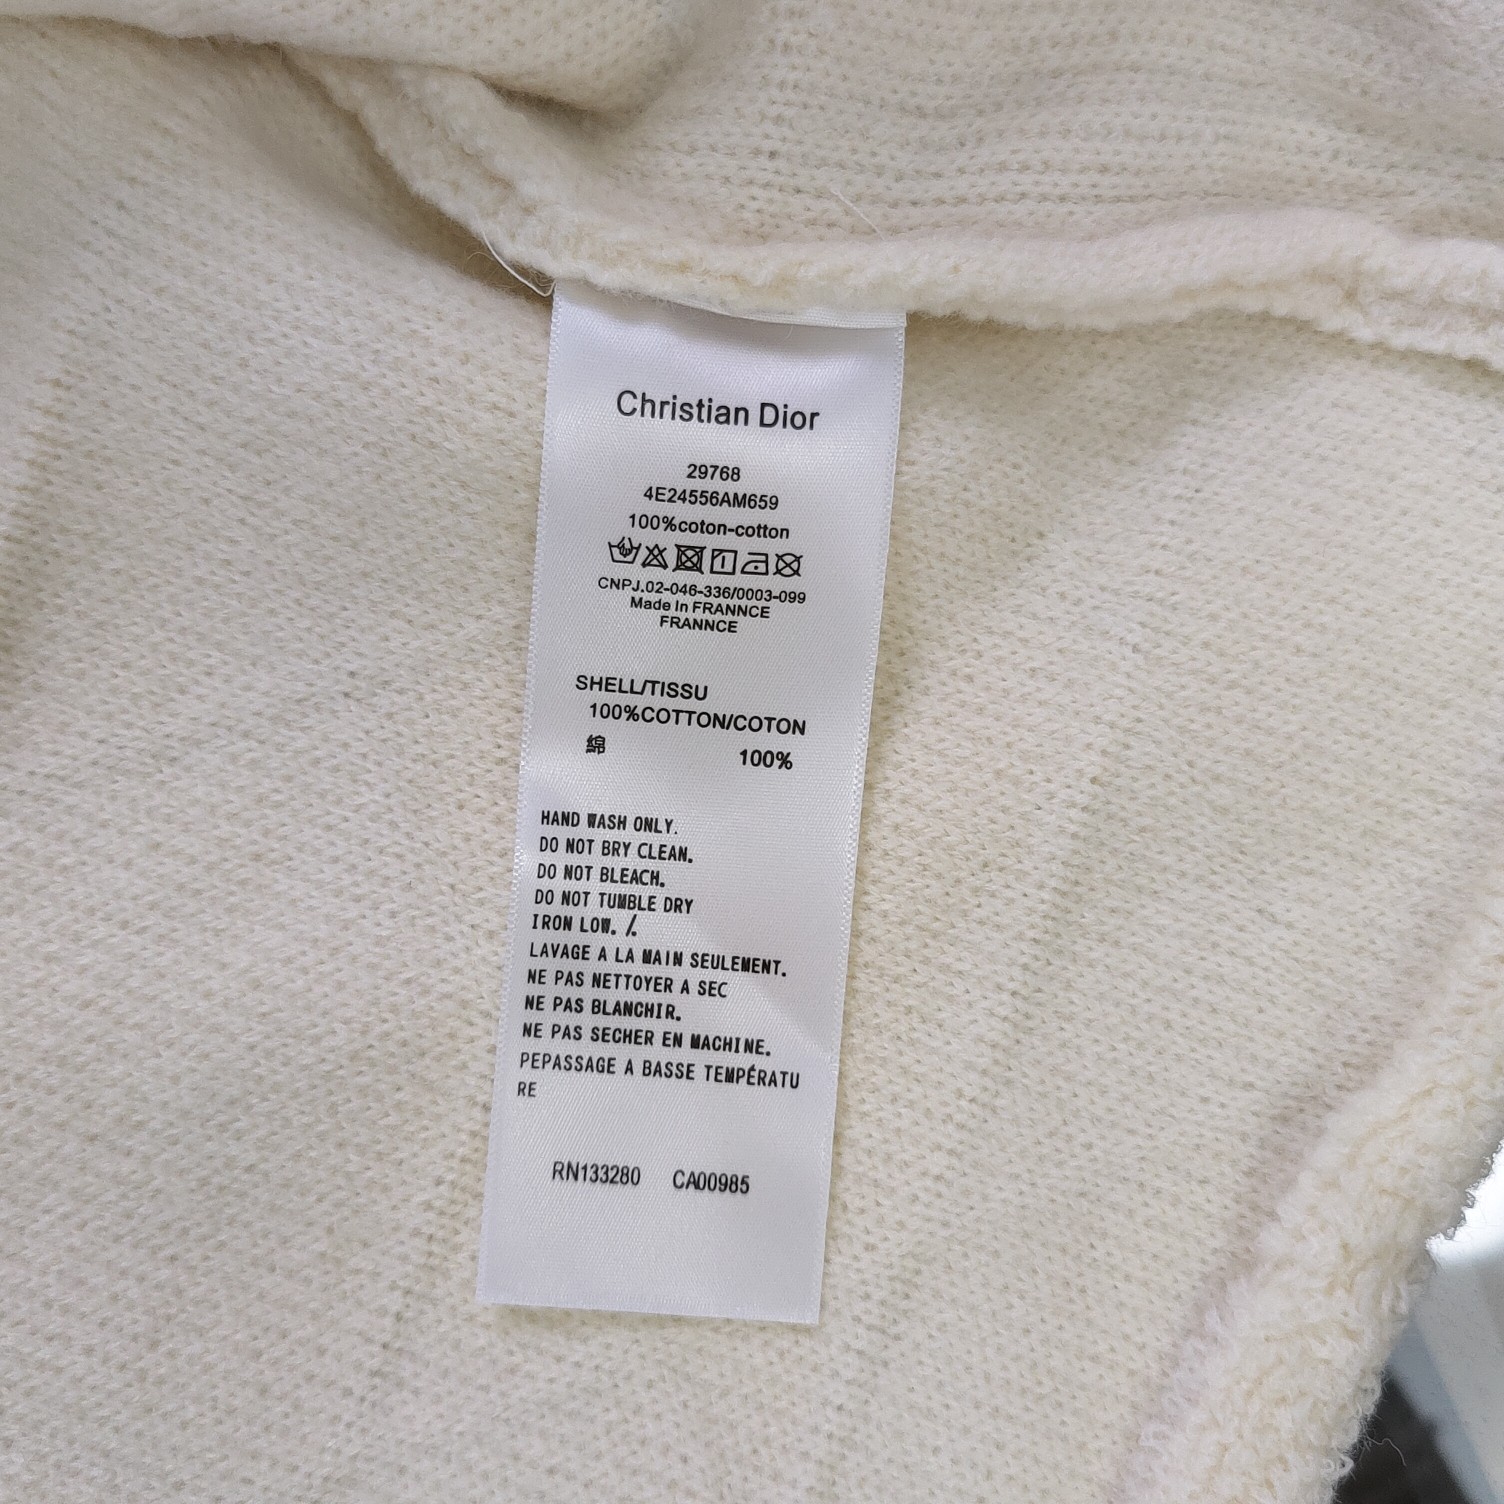 Christian Dior
29768
4E24556AM659
100%coton-cotton
CNPJ.02-046-336/0003-099
Made In FRANNCE
FRANNCE
SHELL/TISSU
100%COTTON/COTON
綿 100%
HAND WASH ONLY.
DO NOT BRY CLEAN.
DO NOT BLEACH.
DO NOT TUMBLE DRY
IRON LOW. /.
LAVAGE A LA MAIN SEULEMENT.
NE PAS NETTOYER A SEC
NE PAS BLANCHIR.
NE PAS SECHER EN MACHINE.
PEPASSAGE A BASSE TEMPÉRATU
RE
RN133280 CA00985